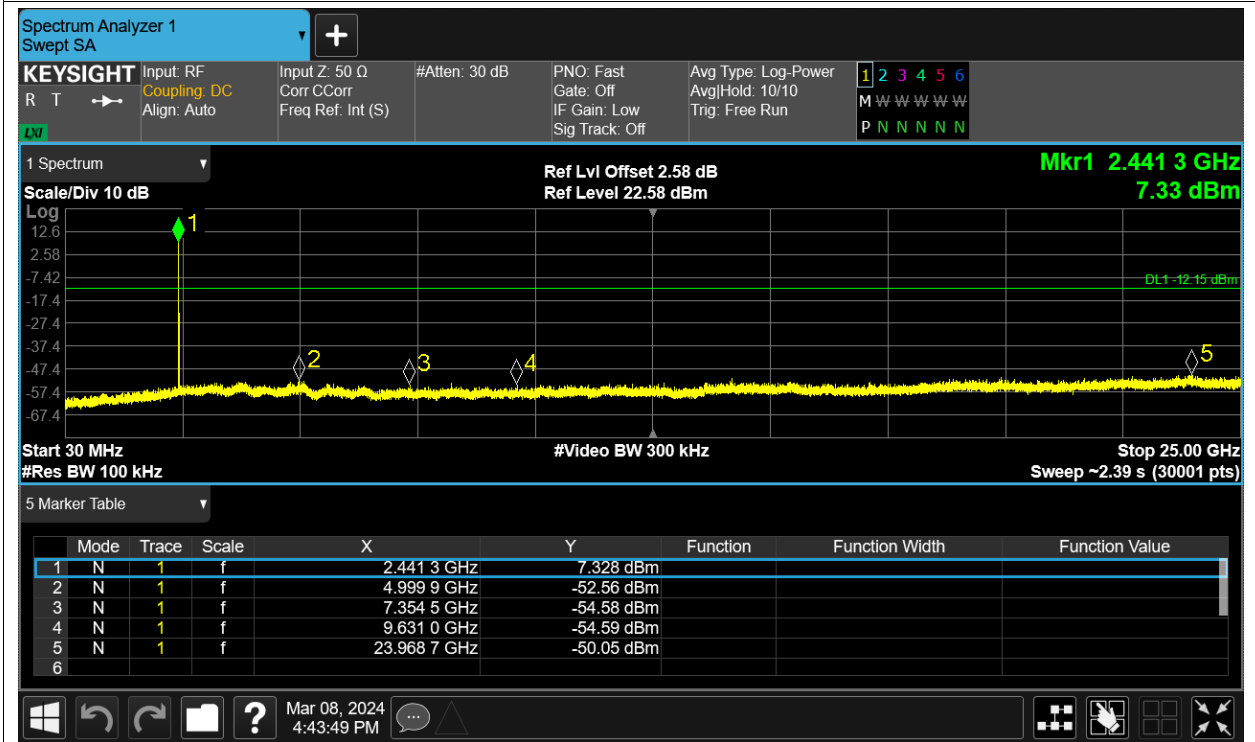 Spectrum Analyzer 1
Swept SA
+
KEYSIGHT
R T
LXI
Input: RF
Coupling: DC
Align: Auto
Input Z: 50 Ω
Corr CCorr
Freq Ref: Int (S)
#Atten: 30 dB
PNO: Fast
Gate: Off
IF Gain: Low
Sig Track: Off
Avg Type: Log-Power
Avg|Hold: 10/10
Trig: Free Run
1 2 3 4 5 6
M W W W W W
P N N N N N
1 Spectrum
Scale/Div 10 dB
Ref Lvl Offset 2.58 dB
Ref Level 22.58 dBm
Mkr1 2.441 3 GHz
7.33 dBm
Log
12.6
2.58
-7.42
-17.4
-27.4
-37.4
-47.4
-57.4
-67.4
1
DL1 -12.15 dBm
2
3
4
5
Start 30 MHz
#Res BW 100 kHz
#Video BW 300 kHz
Stop 25.00 GHz
Sweep ~2.39 s (30001 pts)
5 Marker Table
Mode Trace Scale X Y Function Function Width Function Value
1 N 1 f 2.441 3 GHz 7.328 dBm
2 N 1 f 4.999 9 GHz -52.56 dBm
3 N 1 f 7.354 5 GHz -54.58 dBm
4 N 1 f 9.631 0 GHz -54.59 dBm
5 N 1 f 23.968 7 GHz -50.05 dBm
6
?
Mar 08, 2024
4:43:49 PM